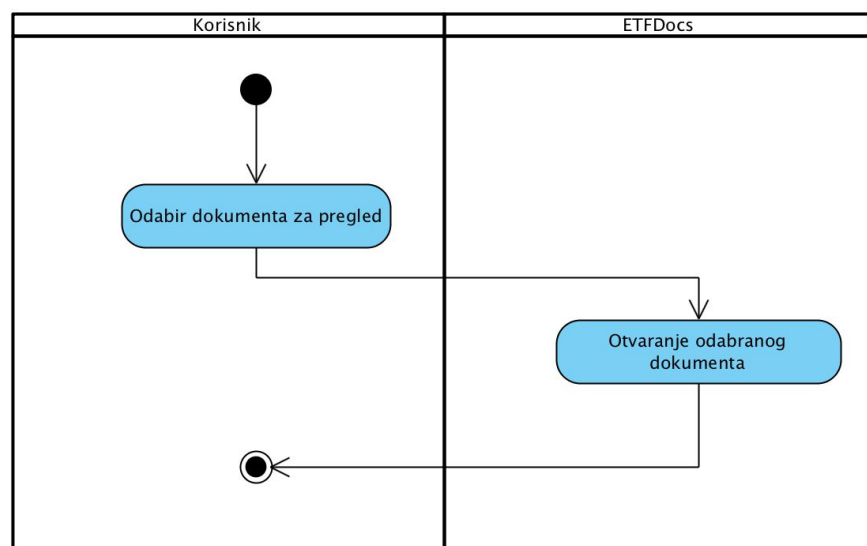 Korisnik
ETFDocs
Odabir dokumenta za pregled
Otvaranje odabranog
dokumenta